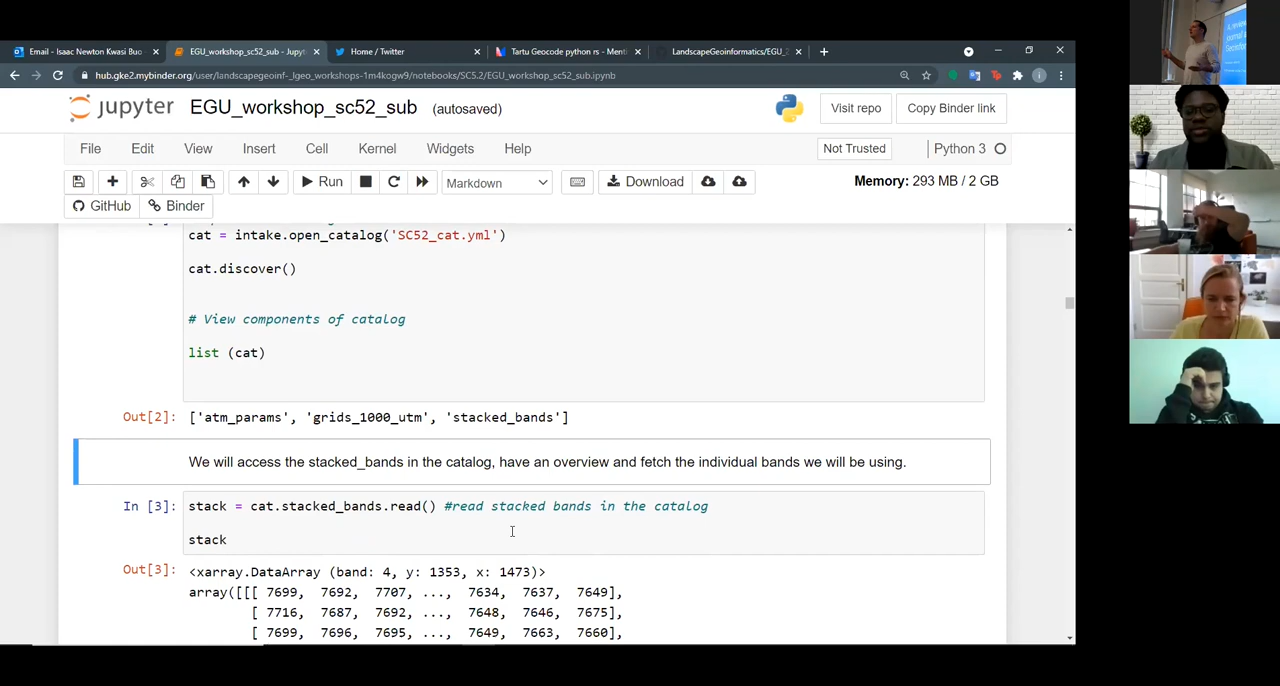 Email - Isaac Newton Kwasi Buo -
EGU_workshop_sc52_sub - Jupyt
Home / Twitter
Tartu Geocode python rs - Menti
LandscapeGeoinformatics/EGU_2
hub.gke2.mybinder.org/user/landscapegeoinf-_lgeo_workshops-1m4kogw9/notebooks/SC5.2/EGU_workshop_sc52_sub.ipynb
jupyter EGU_workshop_sc52_sub (autosaved)
Visit repo
Copy Binder link
File Edit View Insert Cell Kernel Widgets Help
Not Trusted
Python 3
Run
Markdown
Download
Memory: 293 MB / 2 GB
GitHub
Binder
cat = intake.open_catalog('SC52_cat.yml')
cat.discover()
# View components of catalog
list (cat)
Out[2]: ['atm_params', 'grids_1000_utm', 'stacked_bands']
We will access the stacked_bands in the catalog, have an overview and fetch the individual bands we will be using.
In [3]: stack = cat.stacked_bands.read() #read stacked bands in the catalog
stack
Out[3]: <xarray.DataArray (band: 4, y: 1353, x: 1473)>
array([[[ 7699, 7692, 7707, ..., 7634, 7637, 7649],
[ 7716, 7687, 7692, ..., 7648, 7646, 7675],
[ 7699, 7696, 7695, ..., 7649, 7663, 7660],